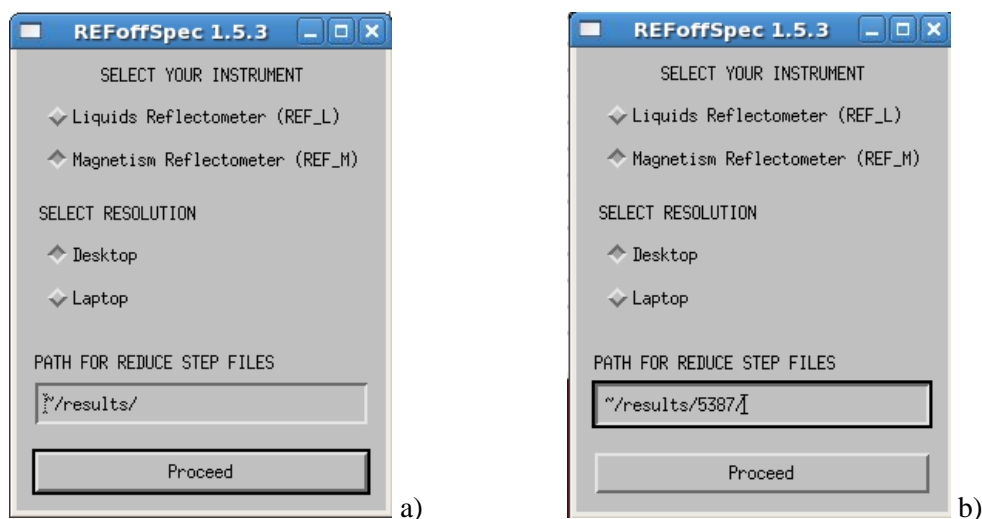 REFoffSpec 1.5.3
SELECT YOUR INSTRUMENT
Liquids Reflectometer (REF_L)
Magnetism Reflectometer (REF_M)
SELECT RESOLUTION
Desktop
Laptop
PATH FOR REDUCE STEP FILES
~/results/
Proceed
a)
REFoffSpec 1.5.3
SELECT YOUR INSTRUMENT
Liquids Reflectometer (REF_L)
Magnetism Reflectometer (REF_M)
SELECT RESOLUTION
Desktop
Laptop
PATH FOR REDUCE STEP FILES
~/results/5387/
Proceed
b)